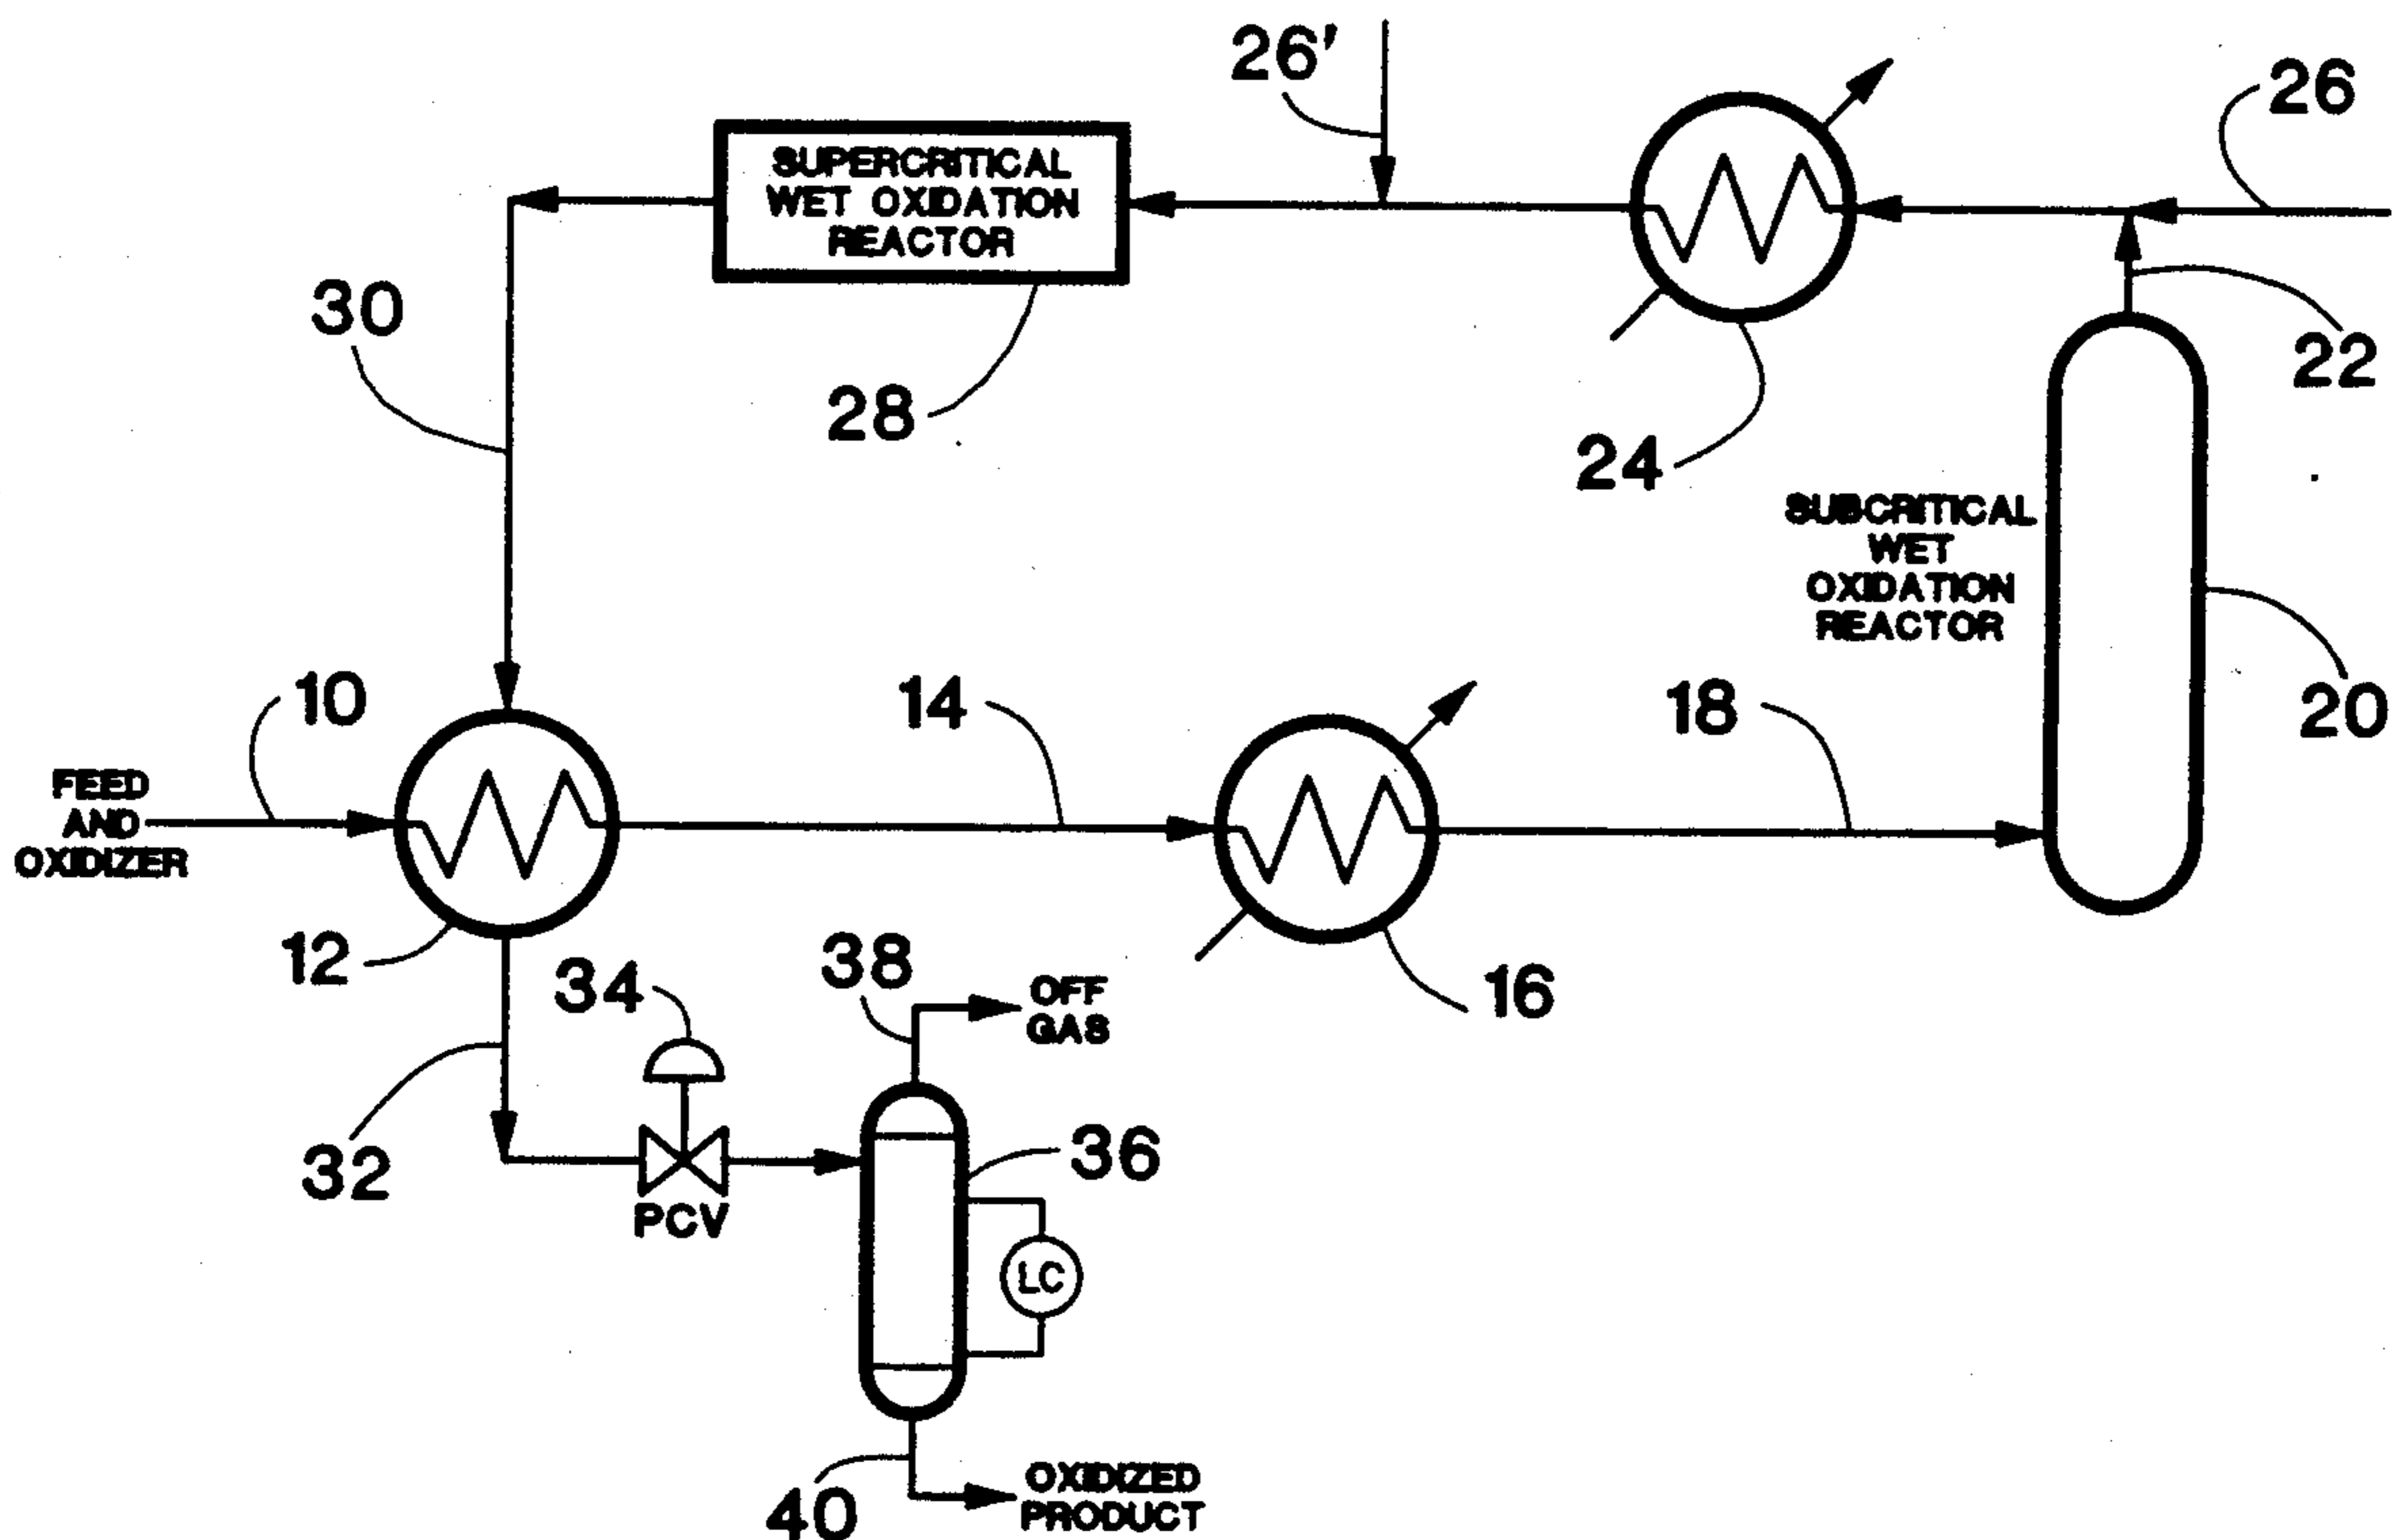 26'
26
SUPERCRITICAL
WET OXIDATION
REACTOR
30
28
24
22
SUBCRITICAL
WET
OXIDATION
REACTOR
20
10
14
18
FEED
AND
OXIDIZER
12
34
38
OFF
GAS
16
32
PCV
36
LC
40
OXIDIZED
PRODUCT